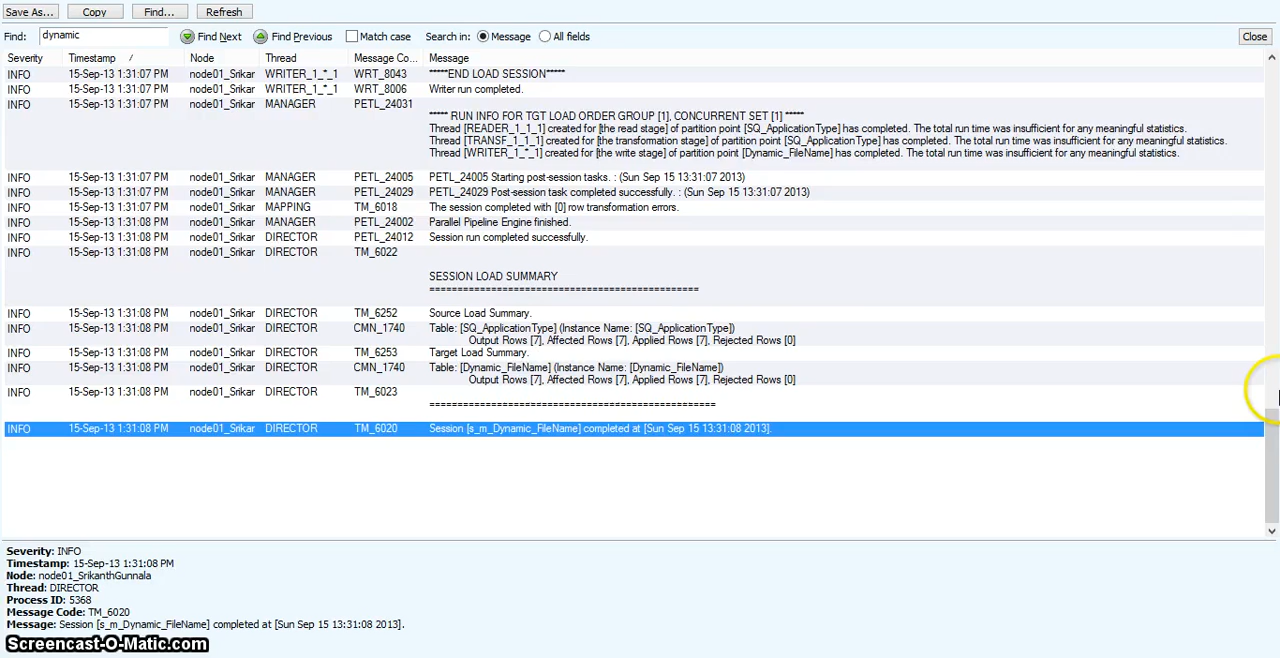 Save As... Copy Find... Refresh
Find: dynamic Find Next Find Previous Match case Search in: Message All fields Close
Severity Timestamp / Node Thread Message Co... Message
INFO 15-Sep-13 1:31:07 PM node01_Srikar WRITER_1_*_1 WRT_8043 *****END LOAD SESSION*****
INFO 15-Sep-13 1:31:07 PM node01_Srikar WRITER_1_*_1 WRT_8006 Writer run completed.
INFO 15-Sep-13 1:31:07 PM node01_Srikar MANAGER PETL_24031
***** RUN INFO FOR TGT LOAD ORDER GROUP [1], CONCURRENT SET [1] *****
Thread [READER_1_1_1] created for [the read stage] of partition point [SQ_ApplicationType] has completed. The total run time was insufficient for any meaningful statistics.
Thread [TRANSF_1_1_1] created for [the transformation stage] of partition point [SQ_ApplicationType] has completed. The total run time was insufficient for any meaningful statistics.
Thread [WRITER_1_*_1] created for [the write stage] of partition point [Dynamic_FileName] has completed. The total run time was insufficient for any meaningful statistics.
INFO 15-Sep-13 1:31:07 PM node01_Srikar MANAGER PETL_24005 PETL_24005 Starting post-session tasks. : (Sun Sep 15 13:31:07 2013)
INFO 15-Sep-13 1:31:07 PM node01_Srikar MANAGER PETL_24029 PETL_24029 Post-session task completed successfully. : (Sun Sep 15 13:31:07 2013)
INFO 15-Sep-13 1:31:07 PM node01_Srikar MAPPING TM_6018 The session completed with [0] row transformation errors.
INFO 15-Sep-13 1:31:08 PM node01_Srikar MANAGER PETL_24002 Parallel Pipeline Engine finished.
INFO 15-Sep-13 1:31:08 PM node01_Srikar DIRECTOR PETL_24012 Session run completed successfully.
INFO 15-Sep-13 1:31:08 PM node01_Srikar DIRECTOR TM_6022
SESSION LOAD SUMMARY
================================================
INFO 15-Sep-13 1:31:08 PM node01_Srikar DIRECTOR TM_6252 Source Load Summary.
INFO 15-Sep-13 1:31:08 PM node01_Srikar DIRECTOR CMN_1740 Table: [SQ_ApplicationType] (Instance Name: [SQ_ApplicationType])
Output Rows [7], Affected Rows [7], Applied Rows [7], Rejected Rows [0]
INFO 15-Sep-13 1:31:08 PM node01_Srikar DIRECTOR TM_6253 Target Load Summary.
INFO 15-Sep-13 1:31:08 PM node01_Srikar DIRECTOR CMN_1740 Table: [Dynamic_FileName] (Instance Name: [Dynamic_FileName])
Output Rows [7], Affected Rows [7], Applied Rows [7], Rejected Rows [0]
INFO 15-Sep-13 1:31:08 PM node01_Srikar DIRECTOR TM_6023
===================================================
INFO 15-Sep-13 1:31:08 PM node01_Srikar DIRECTOR TM_6020 Session [s_m_Dynamic_FileName] completed at [Sun Sep 15 13:31:08 2013].
Severity: INFO
Timestamp: 15-Sep-13 1:31:08 PM
Node: node01_SrikanthGunnala
Thread: DIRECTOR
Process ID: 5368
Message Code: TM_6020
Message: Session [s_m_Dynamic_FileName] completed at [Sun Sep 15 13:31:08 2013].
Screencast-O-Matic.com